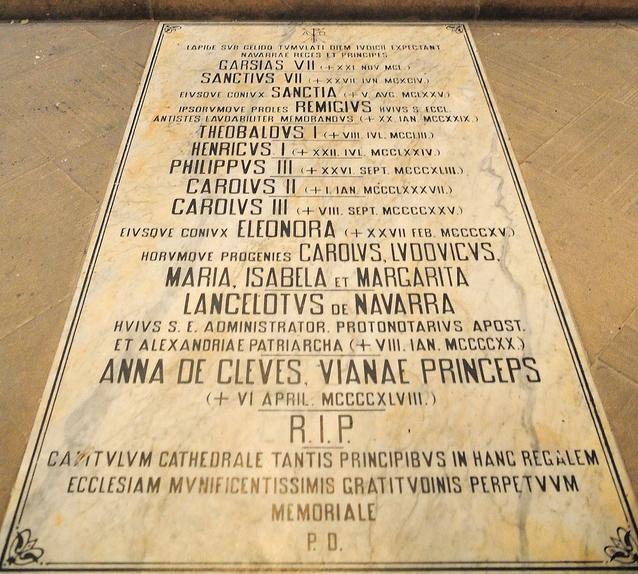 LAPIDE SVB GELIDO TVMVLATI DIEM IVDICII EXPECTANT
NAVARRAE REGES ET PRINCIPES
GARSIAS VII (+ XXI. NOV. MCL.)
SANCTIVS VII (+ XXVII IVN. MCXCIV.)
EIVSQVE CONIVX SANCTIA (+ V. AVG. MCLXXV.)
IPSORVMQVE PROLES REMIGIVS HVIVS S. ECCL.
ANTISTES LAVDABILITER MEMORANDVS (+ XX. IAN. MCCXXIX.)
THEOBALDVS I (+ VIII. IVL. MCCLIII.)
HENRICVS I (+ XXII. IVL. MCCLXXIV.)
PHILIPPVS III (+ XXVI. SEPT. MCCCXLIII.)
CAROLVS II (+ I. IAN. MCCCLXXXVII.)
CAROLVS III (+ VIII. SEPT. MCCCCXXV.)
EIVSQVE CONIVX ELEONORA (+ XXVII FEB. MCCCCXV.)
HORVMQVE PROGENIES CAROLVS, LVDOVICVS,
MARIA, ISABELA ET MARGARITA
LANCELOTVS DE NAVARRA
HVIVS S. E. ADMINISTRATOR, PROTONOTARIVS APOST.
ET ALEXANDRIAE PATRIARCHA (+ VIII. IAN. MCCCCXX.)
ANNA DE CLEVES, VIANAE PRINCEPS
(+ VI APRIL. MCCCCXLVIII.)
R.I.P.
CAPITVLVM CATHEDRALE TANTIS PRINCIPIBVS IN HANC REGALEM
ECCLESIAM MVNIFICENTISSIMIS GRATITVDINIS PERPETVVM
MEMORIALE
P. D.